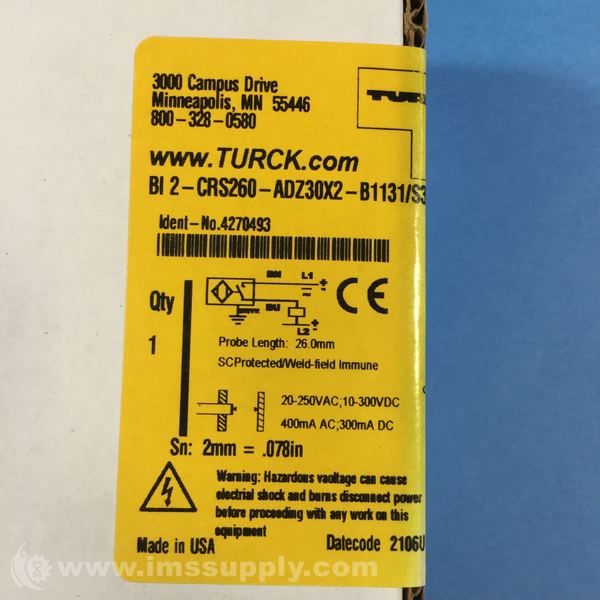 3000 Campus Drive
Minneapolis, MN 55446
800-328-0580
TUR
www.TURCK.com
BI 2-CRS260-ADZ30X2-B1131/S3
Ident-No.4270493
BN L1
Qty
1
BU
L2
Probe Length: 26.0mm
SCProtected/Weld-field Immune
20-250VAC;10-300VDC
400mA AC;300mA DC
Sn: 2mm = .078in
Warning: Hazardous vaoltage can cause
electrial shock and burns disconnect power
before proceeding with any work on this
equipment
Made in USA Datecode 2106U
www.imssupply.com